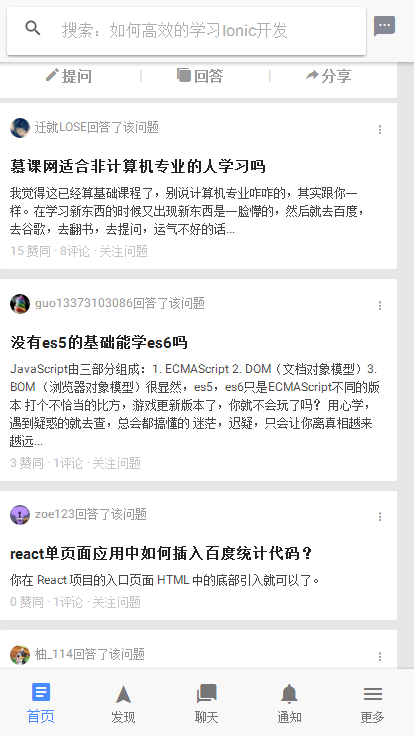 搜索：如何高效的学习Ionic开发
提问 回答 分享
迁就LOSE回答了该问题
慕课网适合非计算机专业的人学习吗
我觉得这已经算基础课程了，别说计算机专业咋咋的，其实跟你一
样。在学习新东西的时候又出现新东西是一脸懵的，然后就去百度，
去谷歌，去翻书，去提问，运气不好的话...
15 赞同 · 8评论 · 关注问题
guo13373103086回答了该问题
没有es5的基础能学es6吗
JavaScript由三部分组成：1. ECMAScript 2. DOM（文档对象模型）3.
BOM（浏览器对象模型）很显然，es5，es6只是ECMAScript不同的版
本 打个不恰当的比方，游戏更新版本了，你就不会玩了吗？ 用心学，
遇到疑惑的就去查，总会都搞懂的 迷茫，迟疑，只会让你离真相越来
越远...
3 赞同 · 1评论 · 关注问题
zoe123回答了该问题
react单页面应用中如何插入百度统计代码？
你在 React 项目的入口页面 HTML 中的底部引入就可以了。
0 赞同 · 1评论 · 关注问题
柚_114回答了该问题
首页 发现 聊天 通知 更多